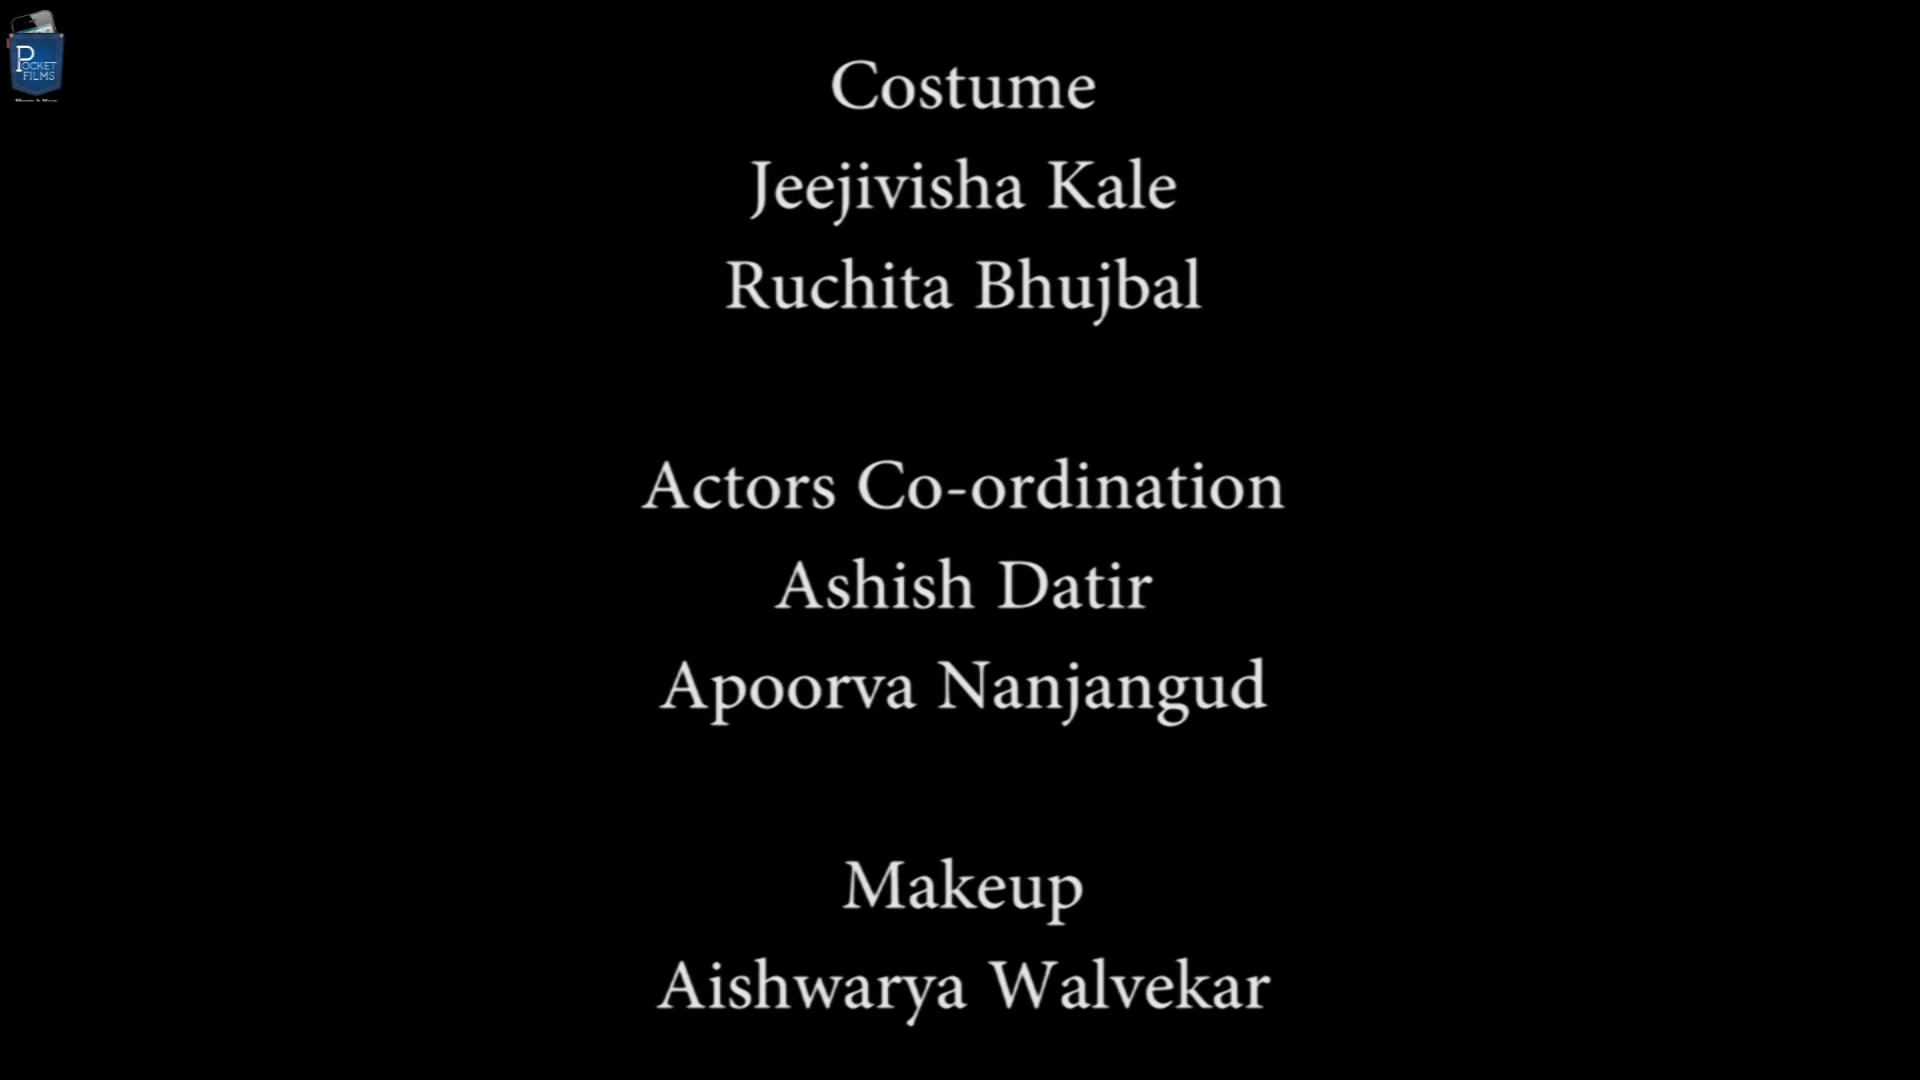 POCKET
FILMS
Costume
Jeejivisha Kale
Ruchita Bhujbal
Actors Co-ordination
Ashish Datir
Apoorva Nanjangud
Makeup
Aishwarya Walvekar